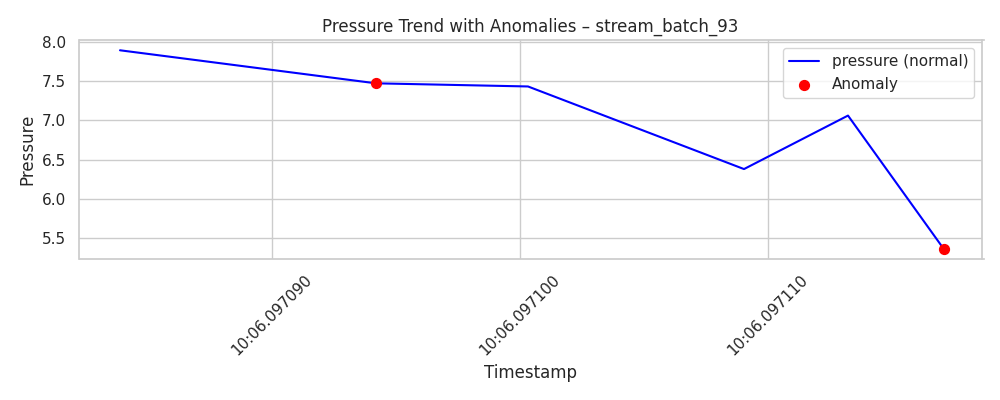 Pressure Trend with Anomalies – stream_batch_93
pressure (normal)
Anomaly
Pressure
8.0
7.5
7.0
6.5
6.0
5.5
10:06.097090
10:06.097100
10:06.097110
Timestamp